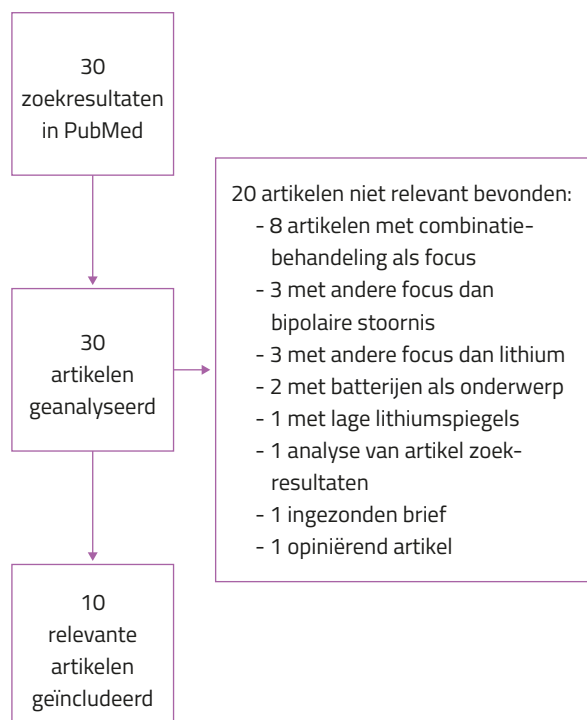 30
zoekresultaten
in PubMed
30
artikelen
geanalyseerd
20 artikelen niet relevant bevonden:
- 8 artikelen met combinatie-
behandeling als focus
- 3 met andere focus dan
bipolaire stoornis
- 3 met andere focus dan lithium
- 2 met batterijen als onderwerp
- 1 met lage lithiumspiegels
- 1 analyse van artikel zoek-
resultaten
- 1 ingezonden brief
- 1 opiniërend artikel
10
relevante
artikelen
geïncludeerd